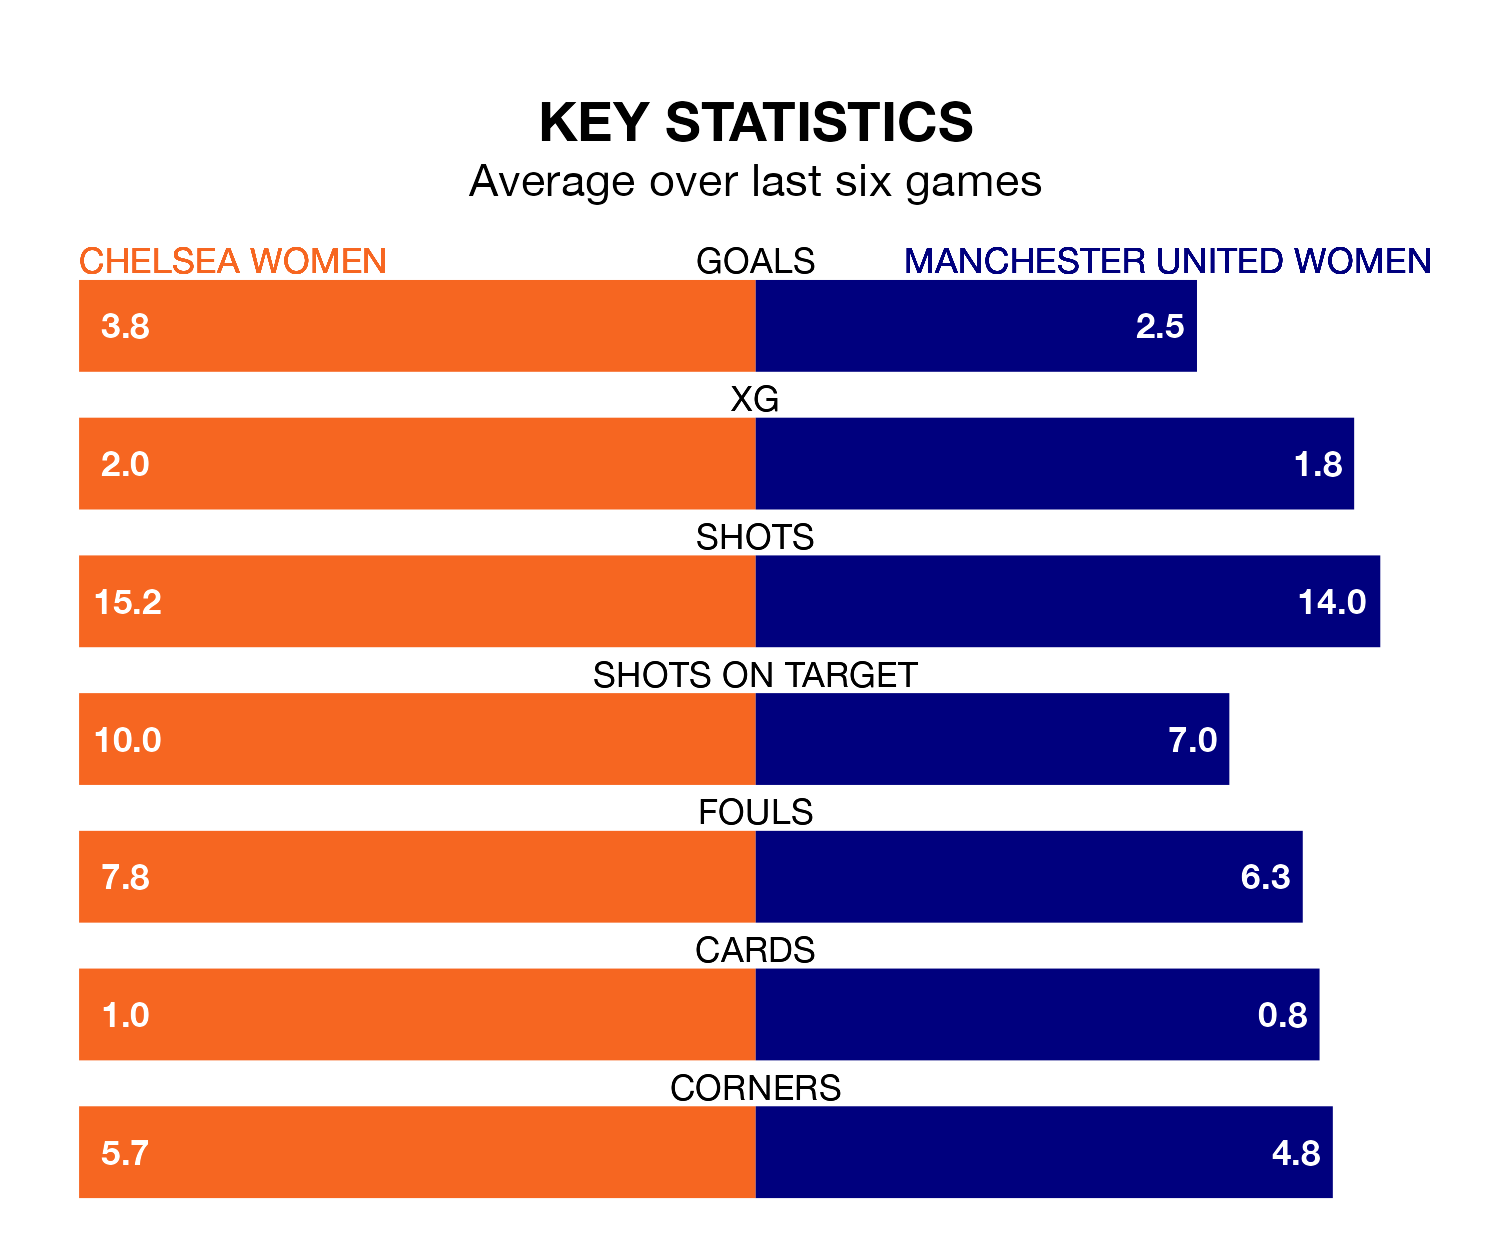 KEY STATISTICS
Average over last six games
CHELSEA WOMEN GOALS MANCHESTER UNITED WOMEN
3.8 2.5
XG
2.0 1.8
SHOTS
15.2 14.0
SHOTS ON TARGET
10.0 7.0
FOULS
7.8 6.3
CARDS
1.0 0.8
CORNERS
5.7 4.8